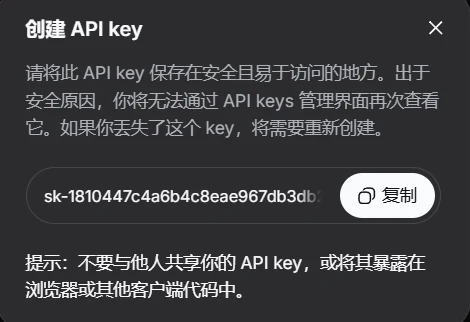 创建 API key
请将此 API key 保存在安全且易于访问的地方。出于
安全原因，你将无法通过 API keys 管理界面再次查看
它。如果你丢失了这个 key，将需要重新创建。
sk-1810447c4a6b4c8eae967db3db
复制
提示：不要与他人共享你的 API key，或将其暴露在
浏览器或其他客户端代码中。